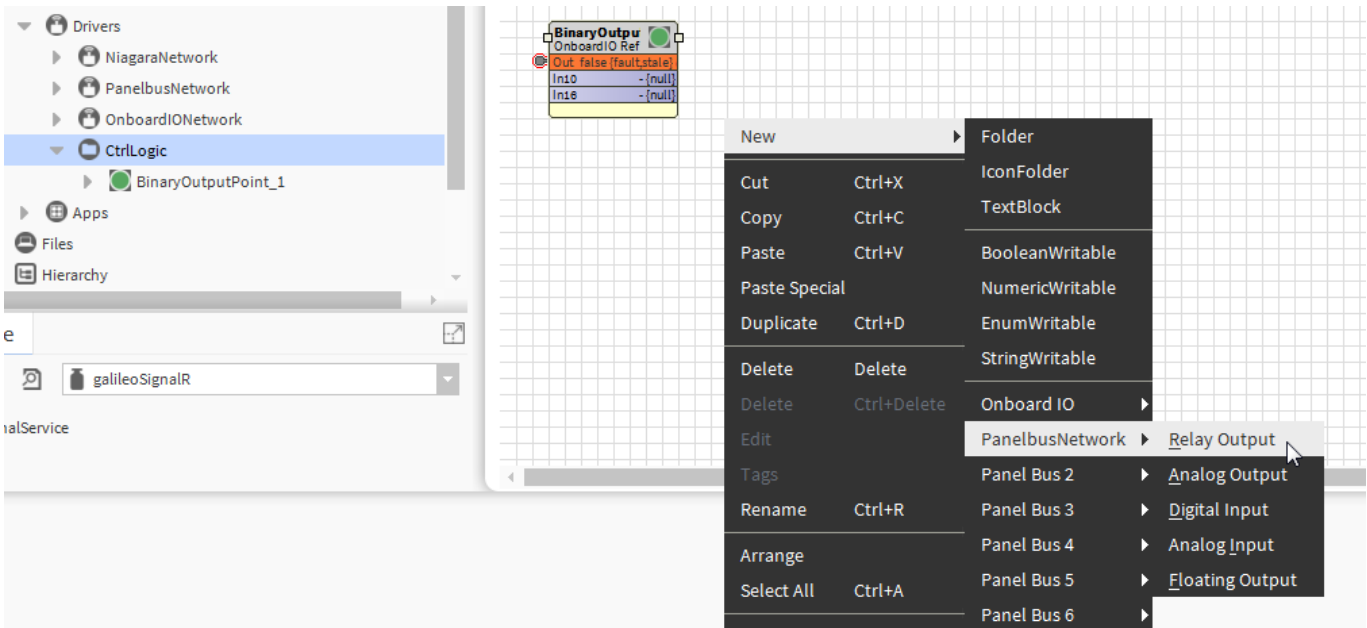 Drivers
NiagaraNetwork
PanelbusNetwork
OnboardIONetwork
CtrlLogic
BinaryOutputPoint_1
Apps
Files
Hierarchy
e
galileoSignalR
nalService
BinaryOutpu
OnboardIO Ref
Out false {fault,stale}
In10 - {null}
In16 - {null}
New
Cut Ctrl+X
Copy Ctrl+C
Paste Ctrl+V
Paste Special
Duplicate Ctrl+D
Delete Delete
Delete Ctrl+Delete
Edit
Tags
Rename Ctrl+R
Arrange
Select All Ctrl+A
Folder
IconFolder
TextBlock
BooleanWritable
NumericWritable
EnumWritable
StringWritable
Onboard IO
PanelbusNetwork
Panel Bus 2
Panel Bus 3
Panel Bus 4
Panel Bus 5
Panel Bus 6
Relay Output
Analog Output
Digital Input
Analog Input
Floating Output